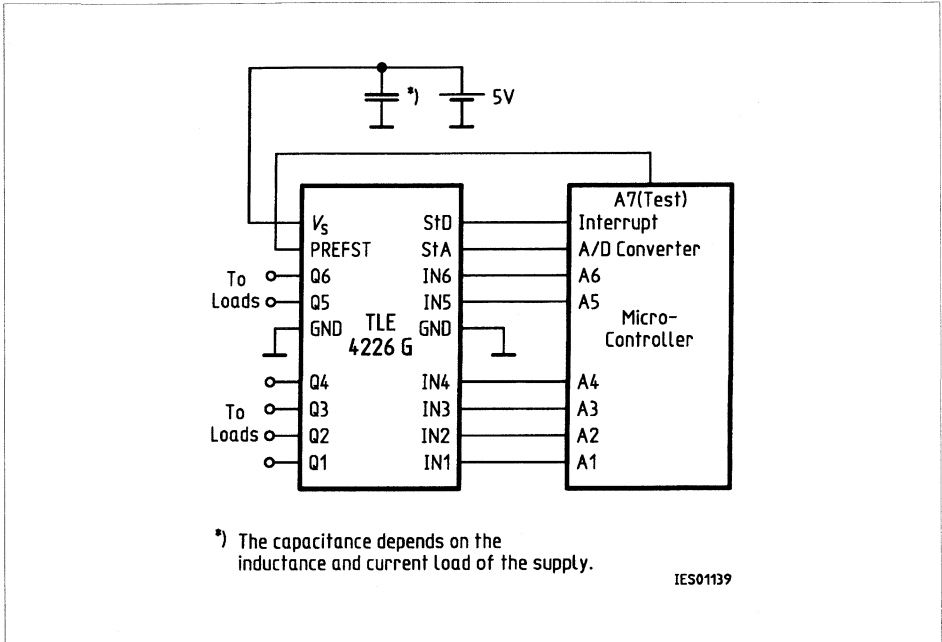 *)
5V
A7(Test)
VS StD Interrupt
PREFST StA A/D Converter
To Loads
Q6 IN6 A6
Q5 IN5 A5
GND TLE 4226 G GND
Micro-
Controller
Q4 IN4 A4
To Loads
Q3 IN3 A3
Q2 IN2 A2
Q1 IN1 A1
*) The capacitance depends on the
inductance and current load of the supply.
IES01139